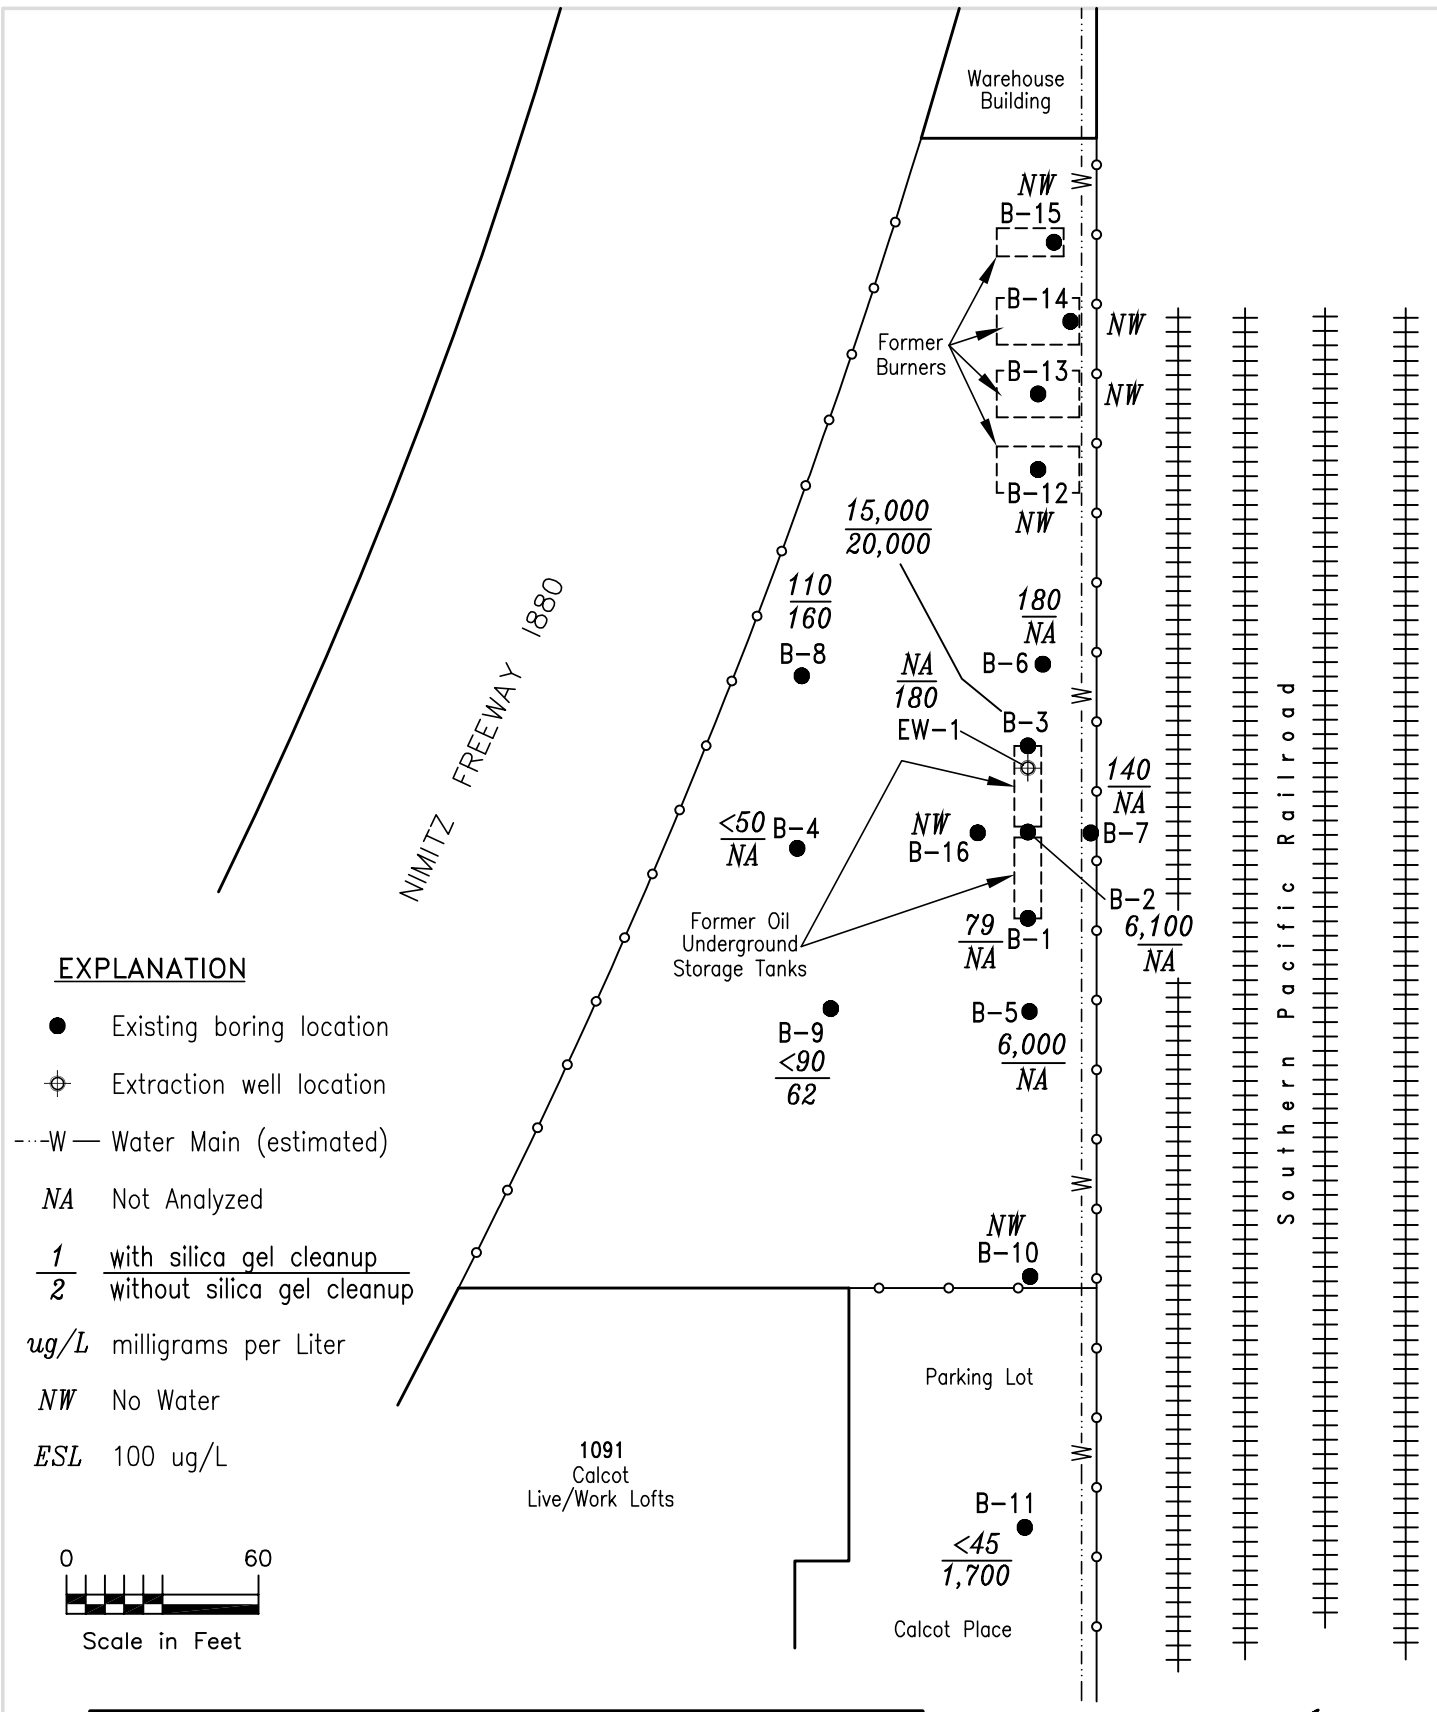 Warehouse
Building
NW
B-15
B-14
NW
Former
Burners
B-13
NW
B-12
NW
15,000
20,000
110
160
B-8
180
NA
B-6
NA
180
EW-1
B-3
NIMITZ FREEWAY I880
140
NA
B-7
<50
NA
B-4
NW
B-16
B-2
6,100
NA
79
NA
B-1
Former Oil
Underground
Storage Tanks
B-9
<90
62
B-5
6,000
NA
Southern Pacific Railroad
W
W
W
W
NW
B-10
Parking Lot
1091
Calcot
Live/Work Lofts
B-11
<45
1,700
Calcot Place
EXPLANATION
Existing boring location
Extraction well location
W Water Main (estimated)
NA Not Analyzed
1 with silica gel cleanup
2 without silica gel cleanup
ug/L milligrams per Liter
NW No Water
ESL 100 ug/L
0 60
Scale in Feet